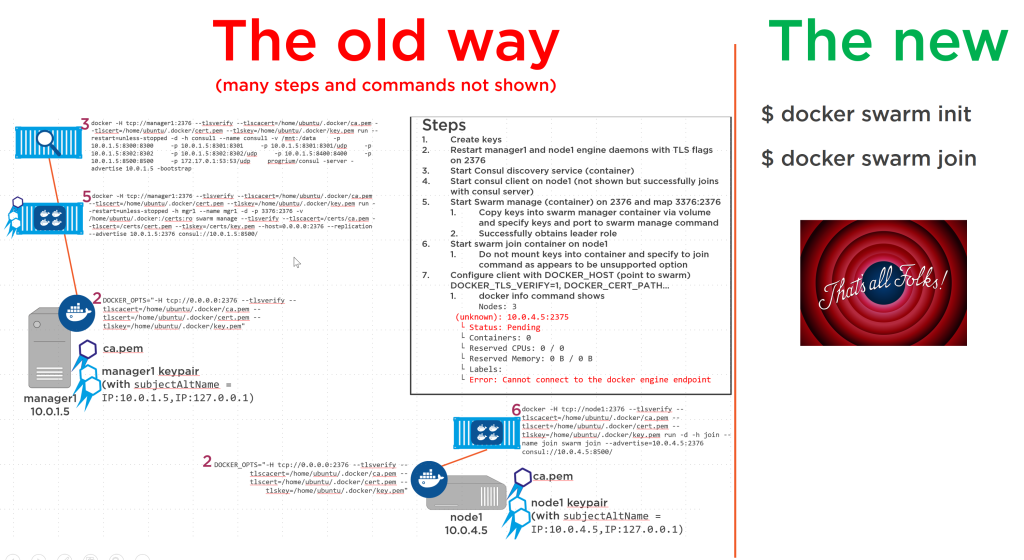 The old way
(many steps and commands not shown)
The new
$ docker swarm init
$ docker swarm join
That's all Folks!
3
docker -H tcp://manager1:2376 --tlsverify --tlscacert=/home/ubuntu/.docker/ca.pem -
-tlscert=/home/ubuntu/.docker/cert.pem --tlskey=/home/ubuntu/.docker/key.pem run --
restart=unless-stopped -d -h consul1 --name consul1 -v /mnt:/data -p
10.0.1.5:8300:8300 -p 10.0.1.5:8301:8301 -p 10.0.1.5:8301:8301/udp -p
10.0.1.5:8302:8302 -p 10.0.1.5:8302:8302/udp -p 10.0.1.5:8400:8400 -p
10.0.1.5:8500:8500 -p 172.17.0.1:53:53/udp progrium/consul -server -
advertise 10.0.1.5 -bootstrap
5
docker -H tcp://manager1:2376 --tlsverify --tlscacert=/home/ubuntu/.docker/ca.pem
--tlscert=/home/ubuntu/.docker/cert.pem --tlskey=/home/ubuntu/.docker/key.pem run -
-restart=unless-stopped -h mgr1 --name mgr1 -d -p 3376:2376 -v
/home/ubuntu/.docker:/certs:ro swarm manage --tlsverify --tlscacert=/certs/ca.pem -
-tlscert=/certs/cert.pem --tlskey=/certs/key.pem --host=0.0.0.0:2376 --replication
--advertise 10.0.1.5:2376 consul://10.0.1.5:8500/
2
DOCKER_OPTS="-H tcp://0.0.0.0:2376 --tlsverify --
tlscacert=/home/ubuntu/.docker/ca.pem --
tlscert=/home/ubuntu/.docker/cert.pem --
tlskey=/home/ubuntu/.docker/key.pem"
ca.pem
manager1 keypair
(with subjectAltName =
IP:10.0.1.5,IP:127.0.0.1)
manager1
10.0.1.5
Steps
1. Create keys
2. Restart manager1 and node1 engine daemons with TLS flags
on 2376
3. Start Consul discovery service (container)
4. Start consul client on node1 (not shown but successfully joins
with consul server)
5. Start Swarm manage (container) on 2376 and map 3376:2376
1. Copy keys into swarm manager container via volume
and specify keys and port to swarm manage command
2. Successfully obtains leader role
6. Start swarm join container on node1
1. Do not mount keys into container and specify to join
command as appears to be unsupported option
7. Configure client with DOCKER_HOST (point to swarm)
DOCKER_TLS_VERIFY=1, DOCKER_CERT_PATH...
1. docker info command shows
Nodes: 3
(unknown): 10.0.4.5:2375
└ Status: Pending
└ Containers: 0
└ Reserved CPUs: 0 / 0
└ Reserved Memory: 0 B / 0 B
└ Labels:
└ Error: Cannot connect to the docker engine endpoint
6
docker -H tcp://node1:2376 --tlsverify --
tlscacert=/home/ubuntu/.docker/ca.pem --
tlscert=/home/ubuntu/.docker/cert.pem --
tlskey=/home/ubuntu/.docker/key.pem run -d -h join --
name join swarm join --advertise=10.0.4.5:2376
consul://10.0.4.5:8500/
2
DOCKER_OPTS="-H tcp://0.0.0.0:2376 --tlsverify --
tlscacert=/home/ubuntu/.docker/ca.pem --
tlscert=/home/ubuntu/.docker/cert.pem --
tlskey=/home/ubuntu/.docker/key.pem"
ca.pem
node1 keypair
(with subjectAltName =
IP:10.0.4.5,IP:127.0.0.1)
node1
10.0.4.5